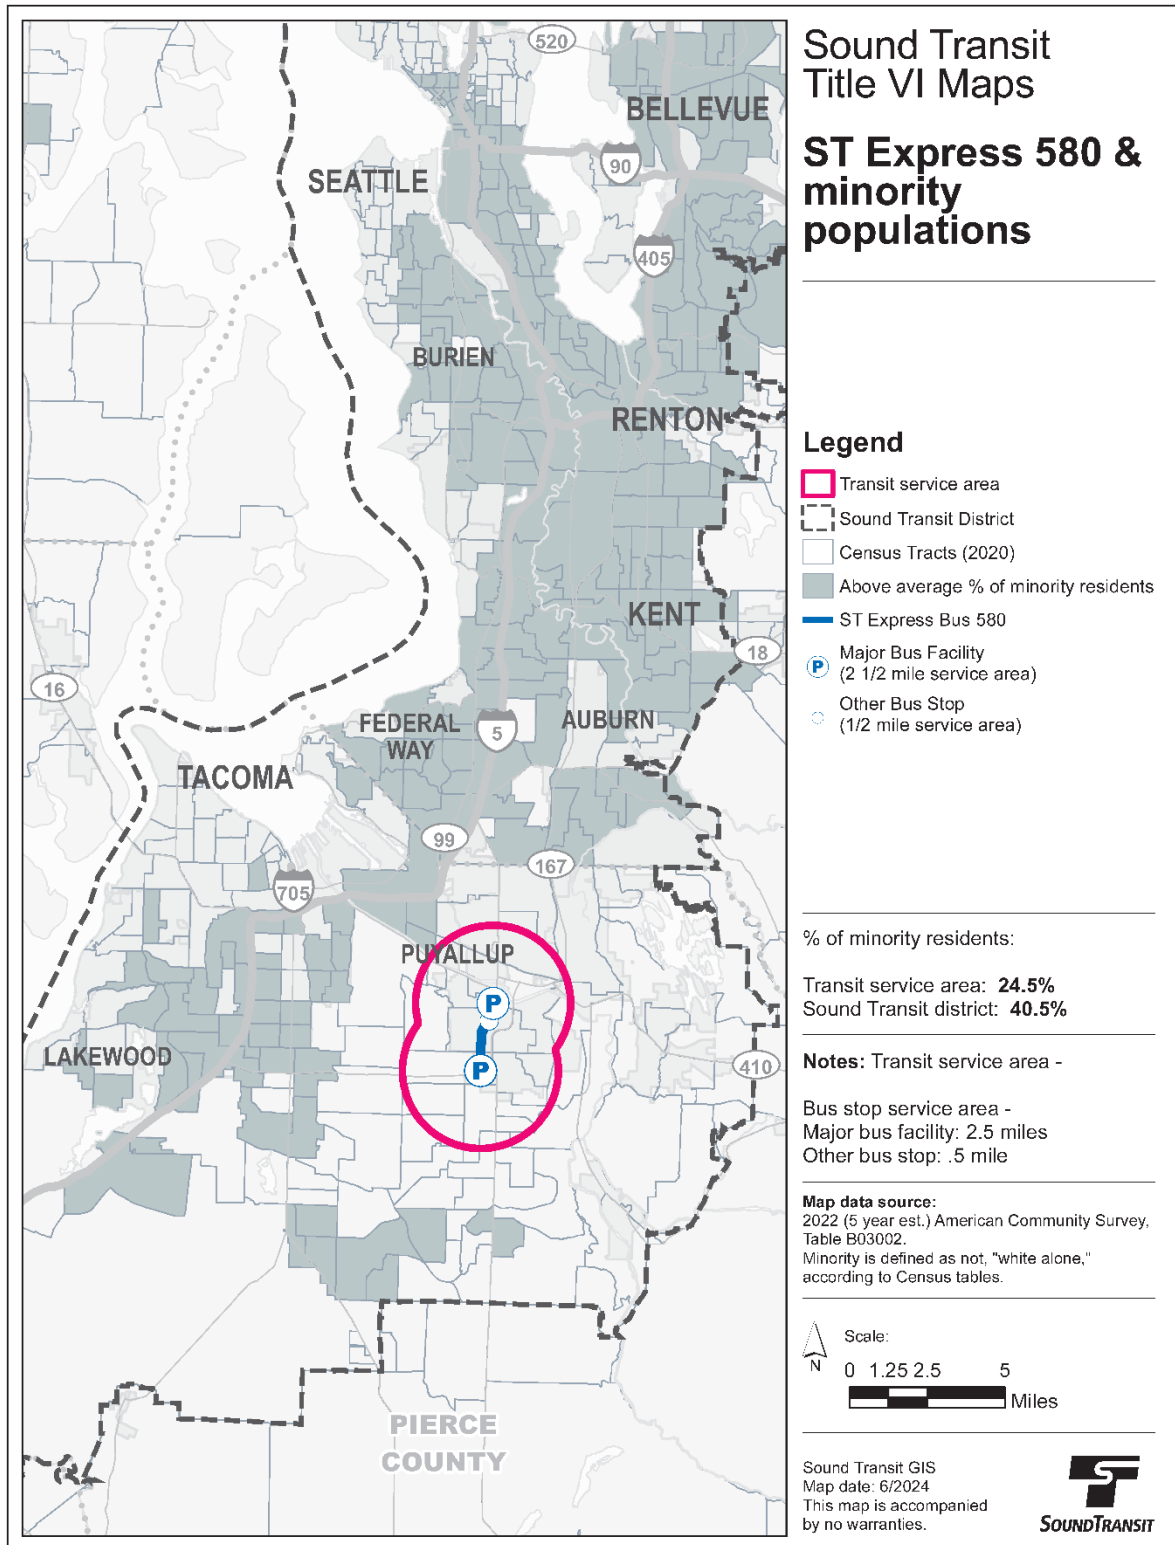 Sound Transit
Title VI Maps
ST Express 580 &
minority
populations
Legend
Transit service area
Sound Transit District
Census Tracts (2020)
Above average % of minority residents
ST Express Bus 580
P
Major Bus Facility
(2 1/2 mile service area)
Other Bus Stop
(1/2 mile service area)
% of minority residents:
Transit service area: 24.5%
Sound Transit district: 40.5%
Notes: Transit service area -
Bus stop service area -
Major bus facility: 2.5 miles
Other bus stop: .5 mile
Map data source:
2022 (5 year est.) American Community Survey,
Table B03002.
Minority is defined as not, "white alone,"
according to Census tables.
N
Scale:
0 1.25 2.5 5
Miles
Sound Transit GIS
Map date: 6/2024
This map is accompanied
by no warranties.
SOUNDTRANSIT
520
BELLEVUE
90
SEATTLE
405
BURIEN
RENTON
KENT
18
16
FEDERAL
WAY
5
AUBURN
TACOMA
99
167
705
PUYALLUP
P
LAKEWOOD
P
410
PIERCE
COUNTY